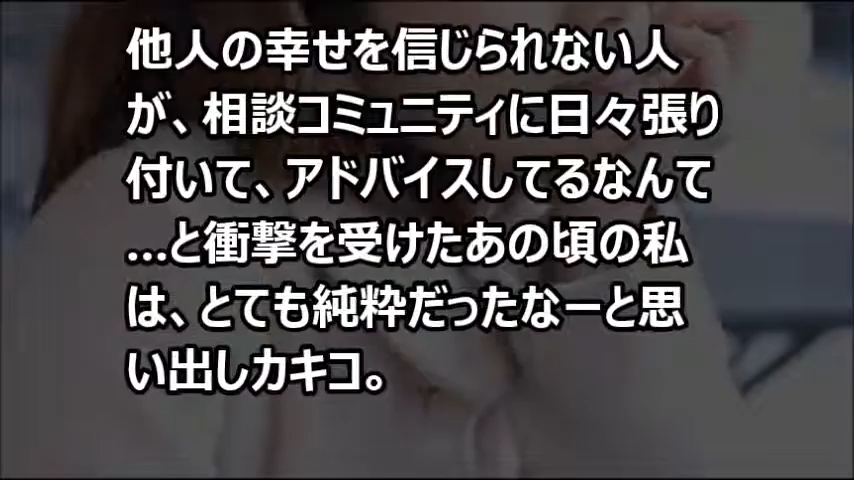 他人の幸せを信じられない人
が、相談コミュニティに日々張り
付いて、アドバイスしてるなんて
…と衝撃を受けたあの頃の私
は、とても純粋だったなーと思
い出しカキコ。